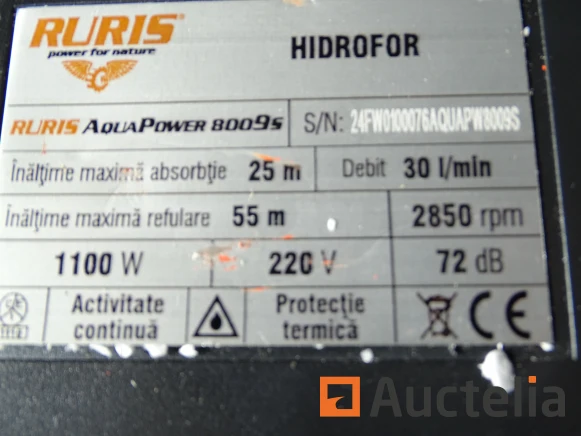 RURIS®
power for nature
HIDROFOR
RURIS AQUAPOWER 8009s
S/N: 24FW0100076AQUAPW8009S
Înălțime maximă absorbție 25 m
Debit 30 l/min
Înălțime maximă refulare 55 m
2850 rpm
1100 W
220 V
72 dB
Activitate
continuă
Protecție
termică
CE
Auctelia